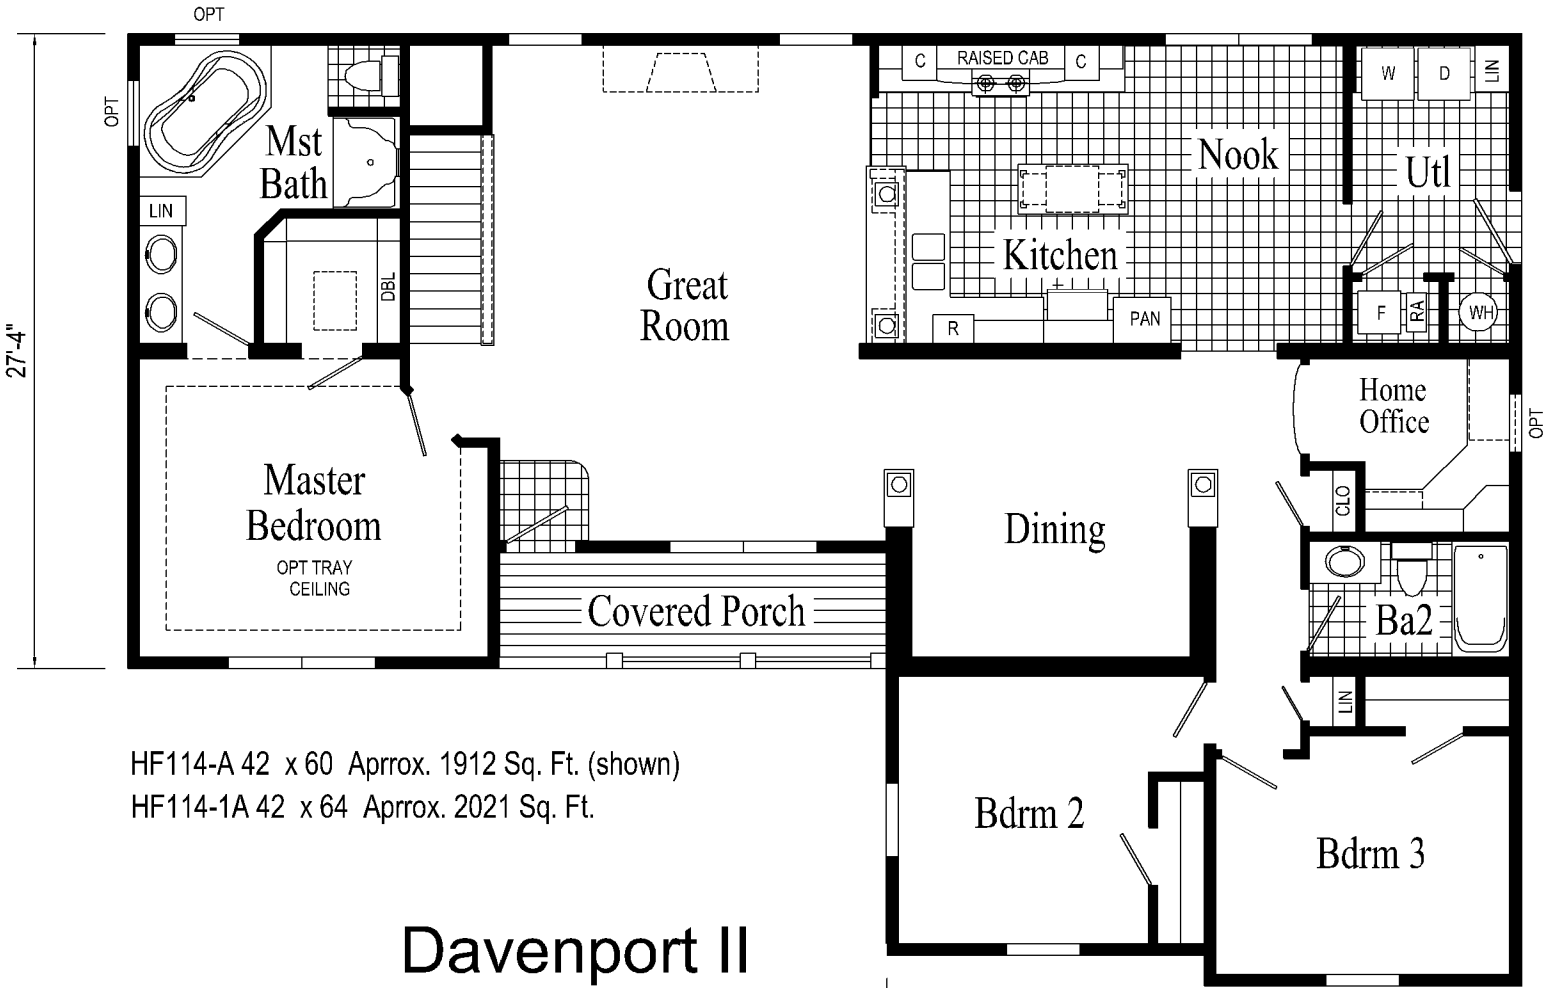 OPT
OPT
27'-4"
Mst
Bath
LIN
DBL
Great
Room
C
RAISED CAB
C
Nook
Kitchen
R
PAN
W
D
LIN
Utl
F
RA
WH
Home
Office
OPT
CLO
Master
Bedroom
OPT TRAY
CEILING
Dining
Covered Porch
Ba2
LIN
Bdrm 2
Bdrm 3
HF114-A 42 x 60 Aprrox. 1912 Sq. Ft. (shown)
HF114-1A 42 x 64 Aprrox. 2021 Sq. Ft.
Davenport II